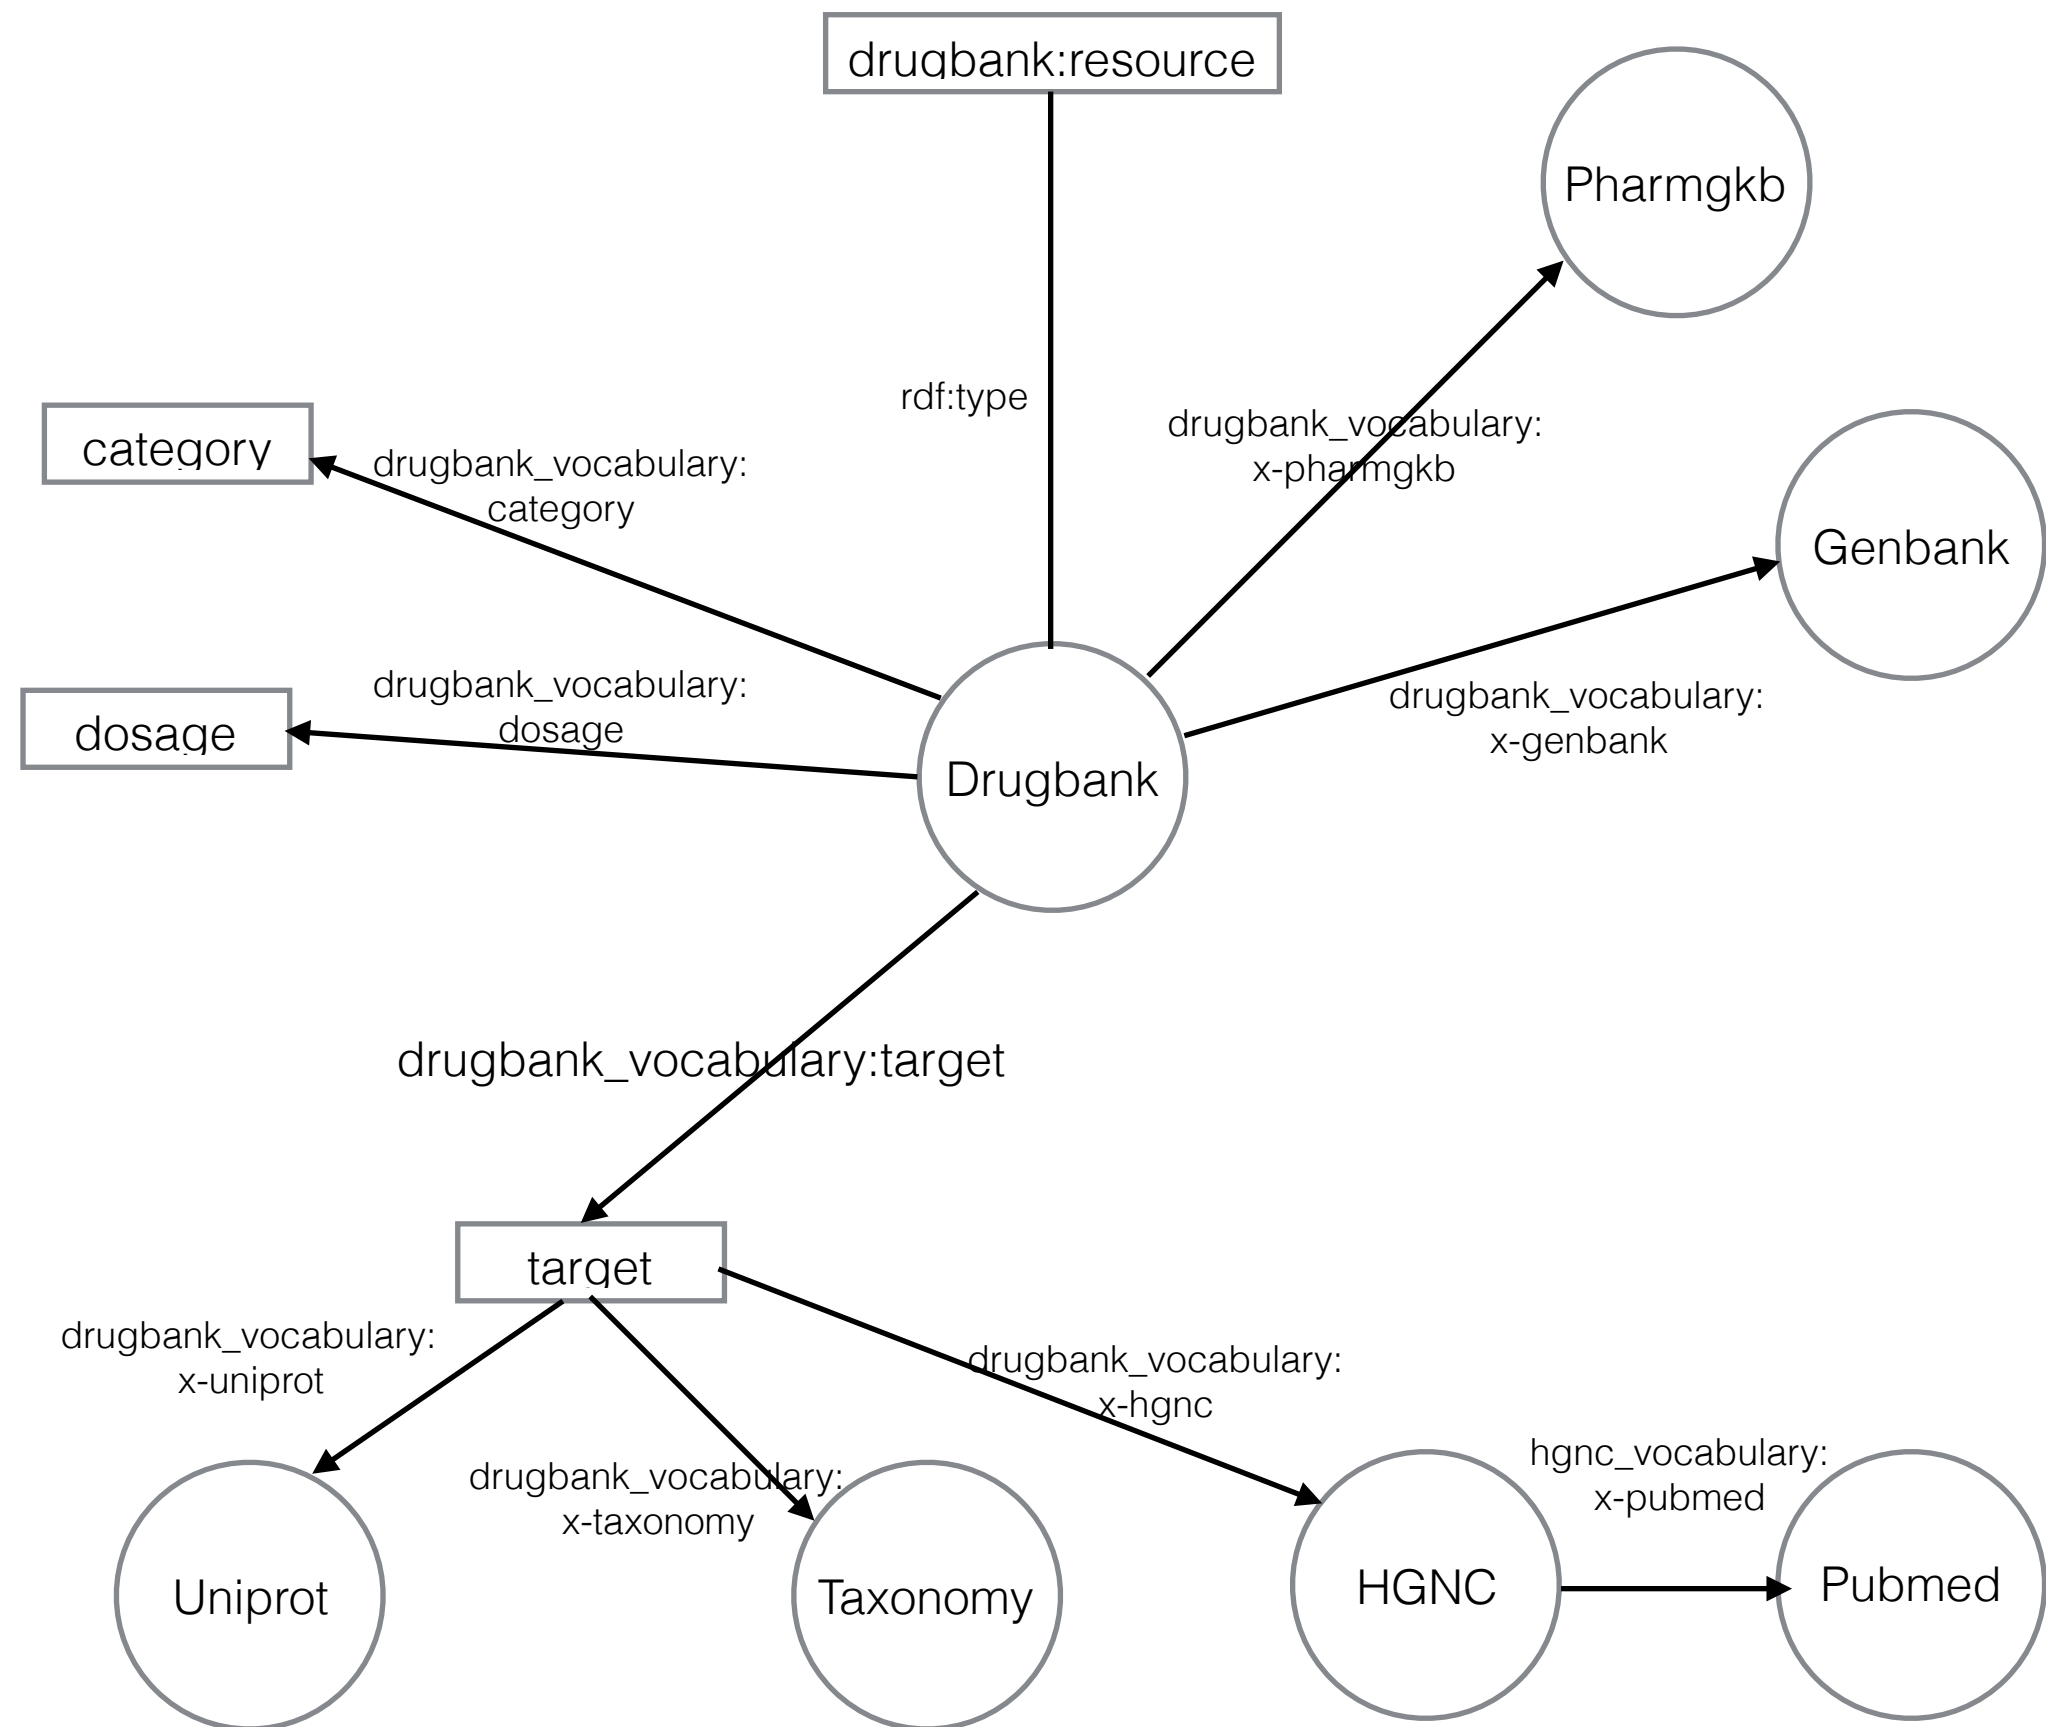 drugbank:resource
Pharmgkb
rdf:type
drugbank_vocabulary:
x-pharmgkb
category
drugbank_vocabulary:
category
Genbank
dosage
drugbank_vocabulary:
dosage
drugbank_vocabulary:
x-genbank
Drugbank
drugbank_vocabulary:target
target
drugbank_vocabulary:
x-uniprot
drugbank_vocabulary:
x-hgnc
drugbank_vocabulary:
x-taxonomy
hgnc_vocabulary:
x-pubmed
Uniprot
Taxonomy
HGNC
Pubmed